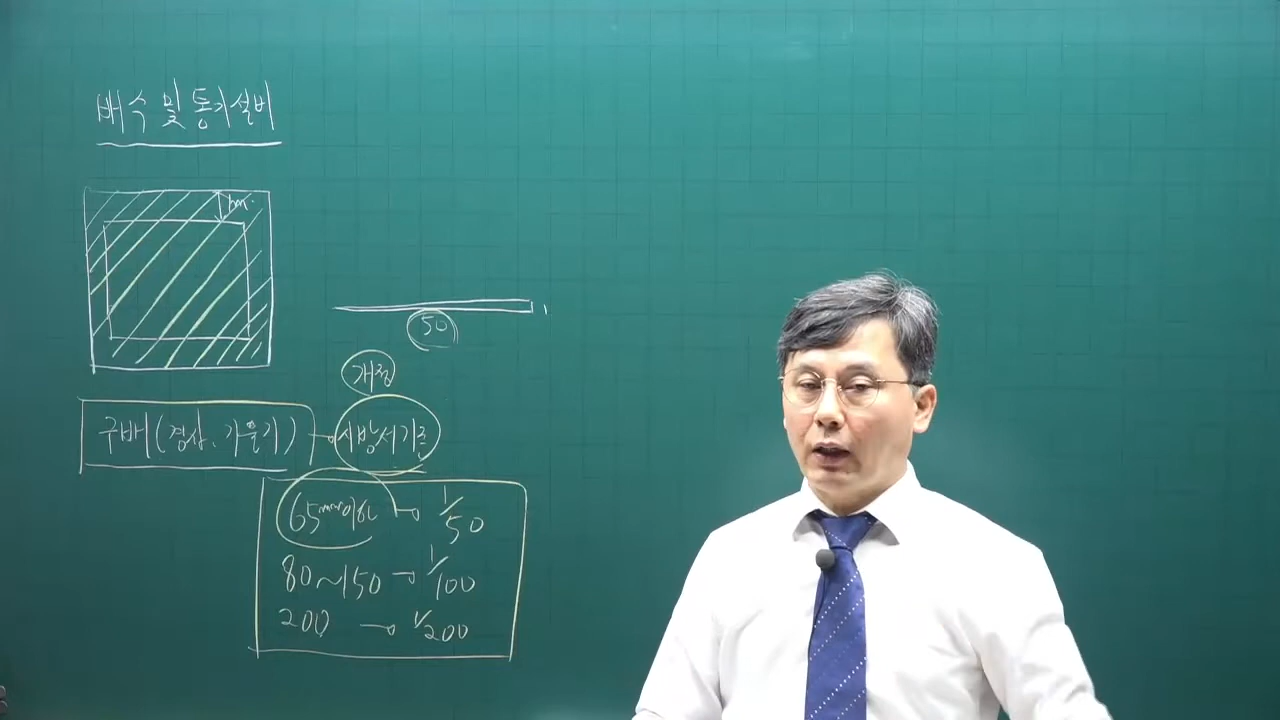 배수 및 통기설비
1m
50
개정
구배(경사, 기울기) → 시방서기준
65mm이하 → 1/50
80~150 → 1/100
200 → 1/200